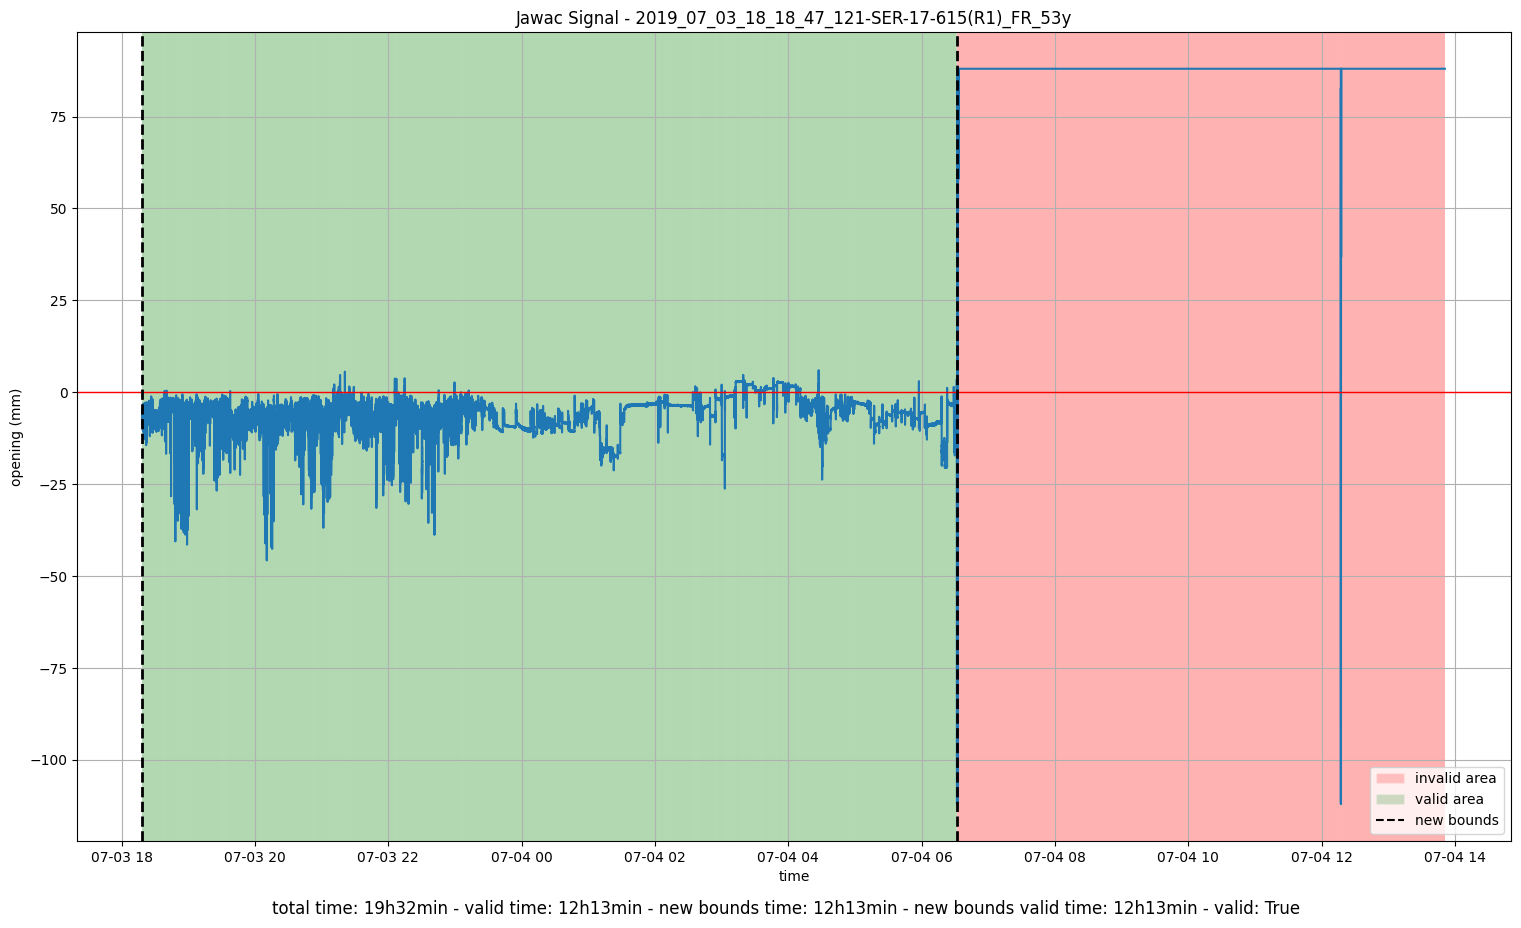 Jawac Signal - 2019_07_03_18_18_47_121-SER-17-615(R1)_FR_53y
opening (mm)
75
50
25
0
−25
−50
−75
−100
invalid area
valid area
new bounds
07-03 18 07-03 20 07-03 22 07-04 00 07-04 02 07-04 04 07-04 06 07-04 08 07-04 10 07-04 12 07-04 14
time
total time: 19h32min - valid time: 12h13min - new bounds time: 12h13min - new bounds valid time: 12h13min - valid: True